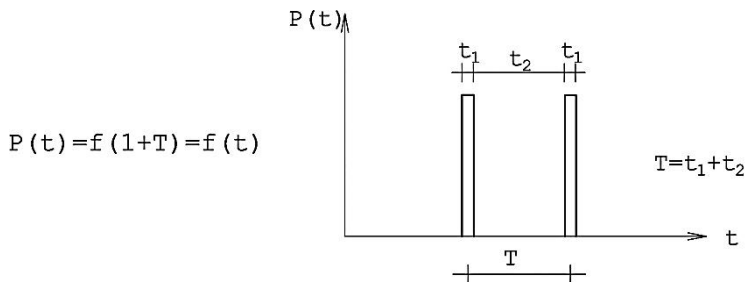 P(t)
t₁
t₂
t₁
P(t)=f(1+T)=f(t)
T=t₁+t₂
t
T